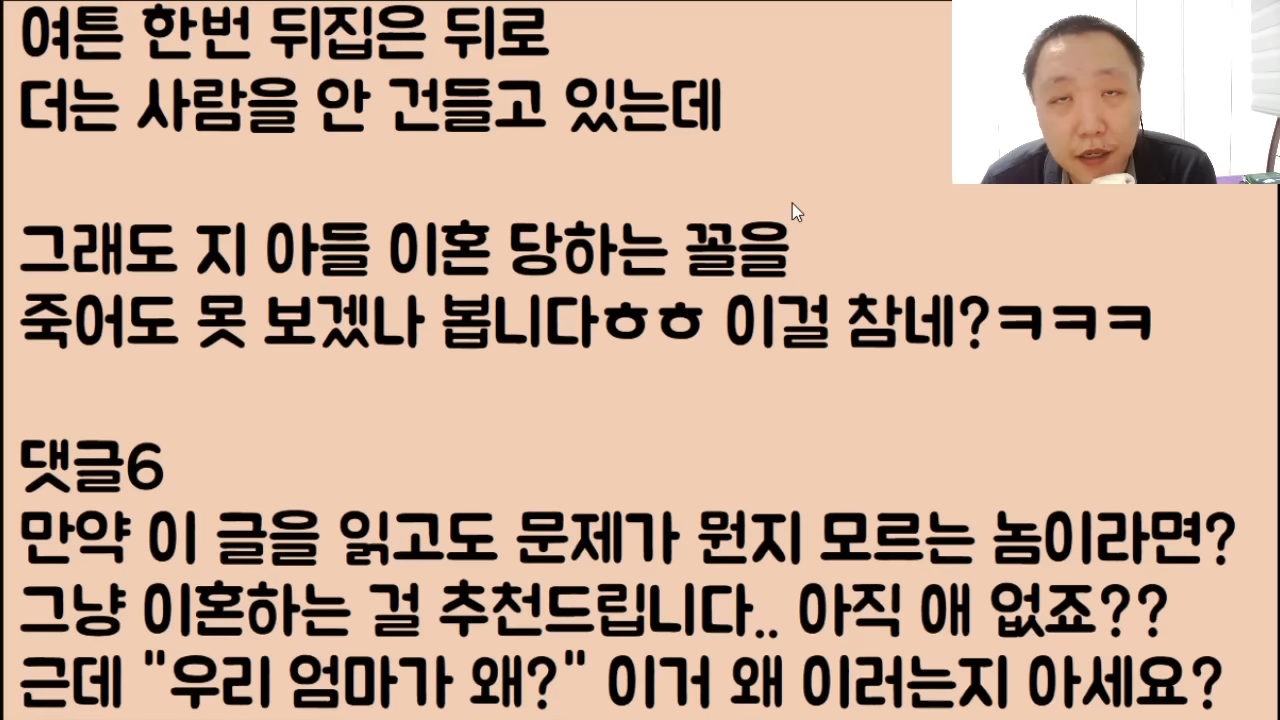 여튼 한번 뒤집은 뒤로
더는 사람을 안 건들고 있는데
그래도 지 아들 이혼 당하는 꼴을
죽어도 못 보겠나 봅니다ㅎㅎ 이걸 참네?ㅋㅋㅋ
댓글6
만약 이 글을 읽고도 문제가 뭔지 모르는 놈이라면?
그냥 이혼하는 걸 추천드립니다.. 아직 애 없죠??
근데 "우리 엄마가 왜?" 이거 왜 이러는지 아세요?